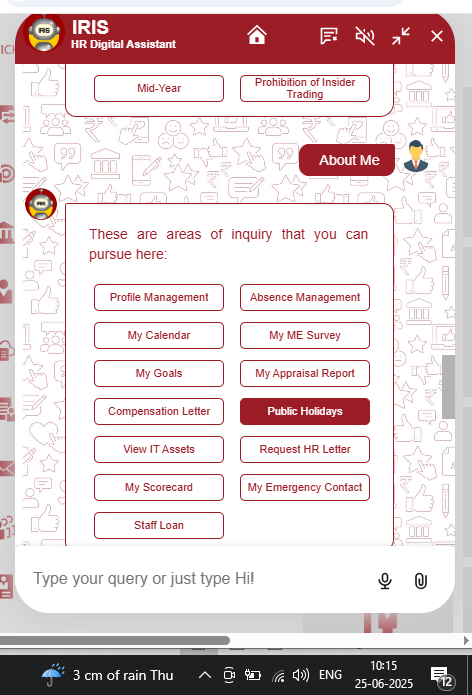 IRIS
IRIS
HR Digital Assistant
Mid-Year
Prohibition of Insider
Trading
About Me
IRIS
These are areas of inquiry that you can
pursue here:
Profile Management
Absence Management
My Calendar
My ME Survey
My Goals
My Appraisal Report
Compensation Letter
Public Holidays
View IT Assets
Request HR Letter
My Scorecard
My Emergency Contact
Staff Loan
Type your query or just type Hi!
3 cm of rain Thu
ENG
10:15
25-06-2025
12